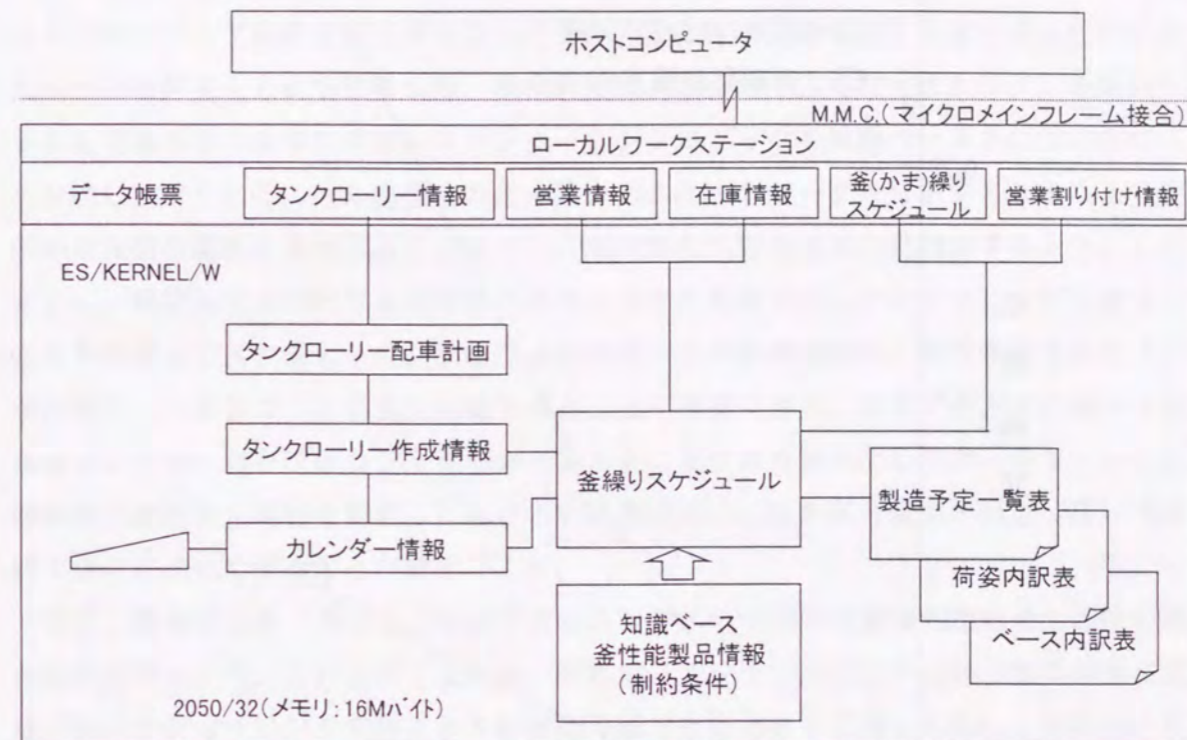 ホストコンピュータ
M.M.C.(マイクロメインフレーム接合)
ローカルワークステーション
データ帳票
タンクローリー情報
営業情報
在庫情報
釜(かま)繰り
スケジュール
営業割り付け情報
ES/KERNEL/W
タンクローリー配車計画
タンクローリー作成情報
カレンダー情報
釜繰りスケジュール
製造予定一覧表
荷姿内訳表
ベース内訳表
知識ベース
釜性能製品情報
(制約条件)
2050/32(メモリ:16Mバイト)